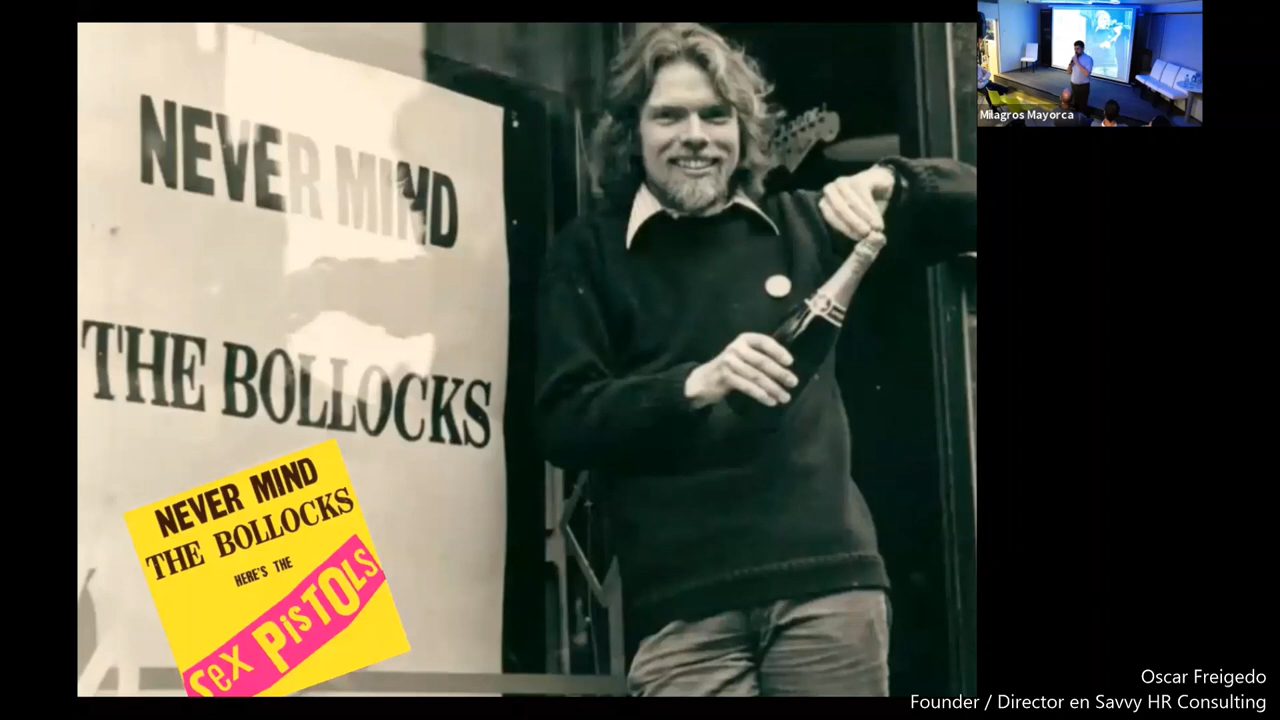 NEVER MIND
THE BOLLOCKS
NEVER MIND
THE BOLLOCKS
HERE'S THE
SEX PISTOLS
Milagros Mayorca
Oscar Freigedo
Founder / Director en Savvy HR Consulting